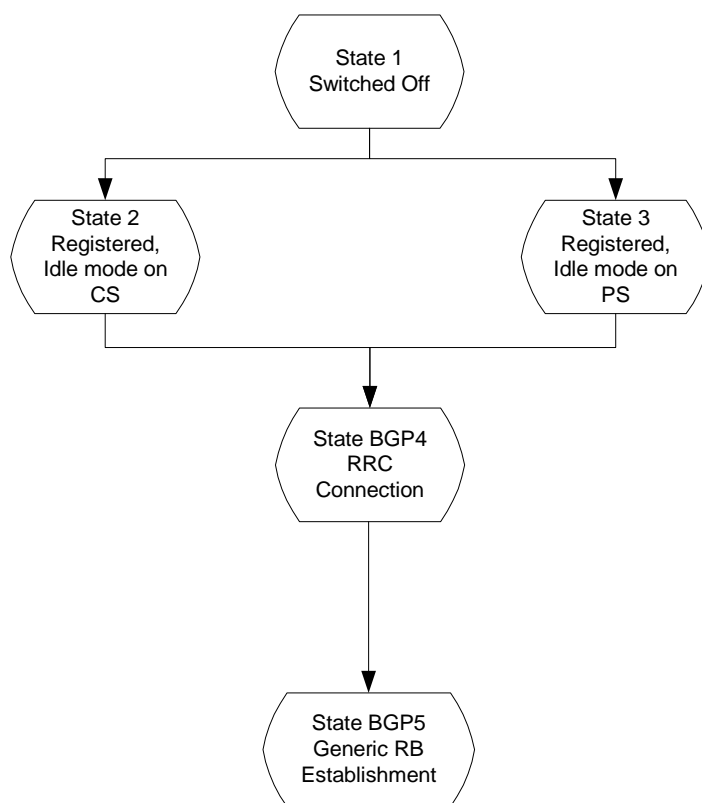 State 1
Switched Off
State 2
Registered,
Idle mode on
CS
State 3
Registered,
Idle mode on
PS
State BGP4
RRC
Connection
State BGP5
Generic RB
Establishment